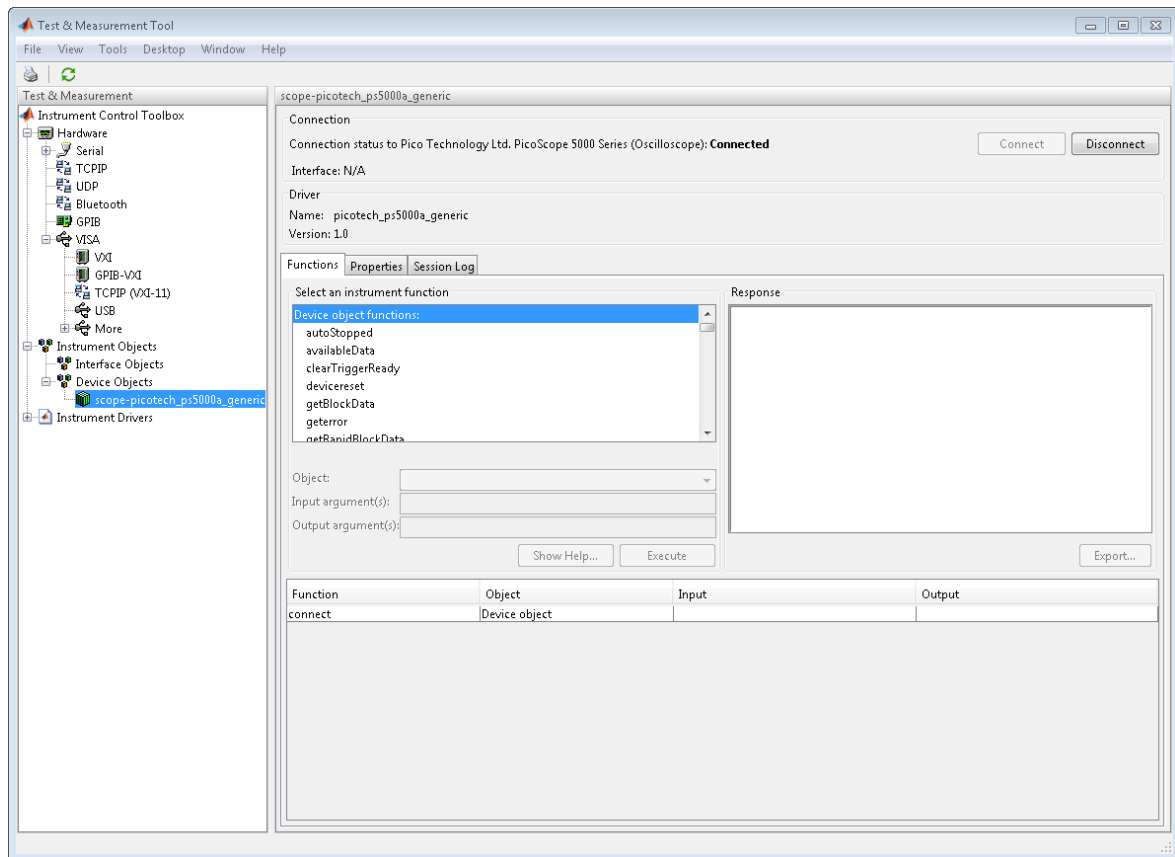 Test & Measurement Tool
File View Tools Desktop Window Help
Test & Measurement
Instrument Control Toolbox
Hardware
Serial
TCPIP
UDP
Bluetooth
GPIB
VISA
VXI
GPIB-VXI
TCPIP (VXI-11)
USB
More
Instrument Objects
Interface Objects
Device Objects
scope-picotech_ps5000a_generic
Instrument Drivers
scope-picotech_ps5000a_generic
Connection
Connection status to Pico Technology Ltd. PicoScope 5000 Series (Oscilloscope): Connected
Connect Disconnect
Interface: N/A
Driver
Name: picotech_ps5000a_generic
Version: 1.0
Functions Properties Session Log
Select an instrument function
Device object functions:
autoStopped
availableData
clearTriggerReady
devicereset
getBlockData
geterror
getRapidBlockData
Object:
Input argument(s):
Output argument(s):
Show Help... Execute
Response
Export...
Function Object Input Output
connect Device object